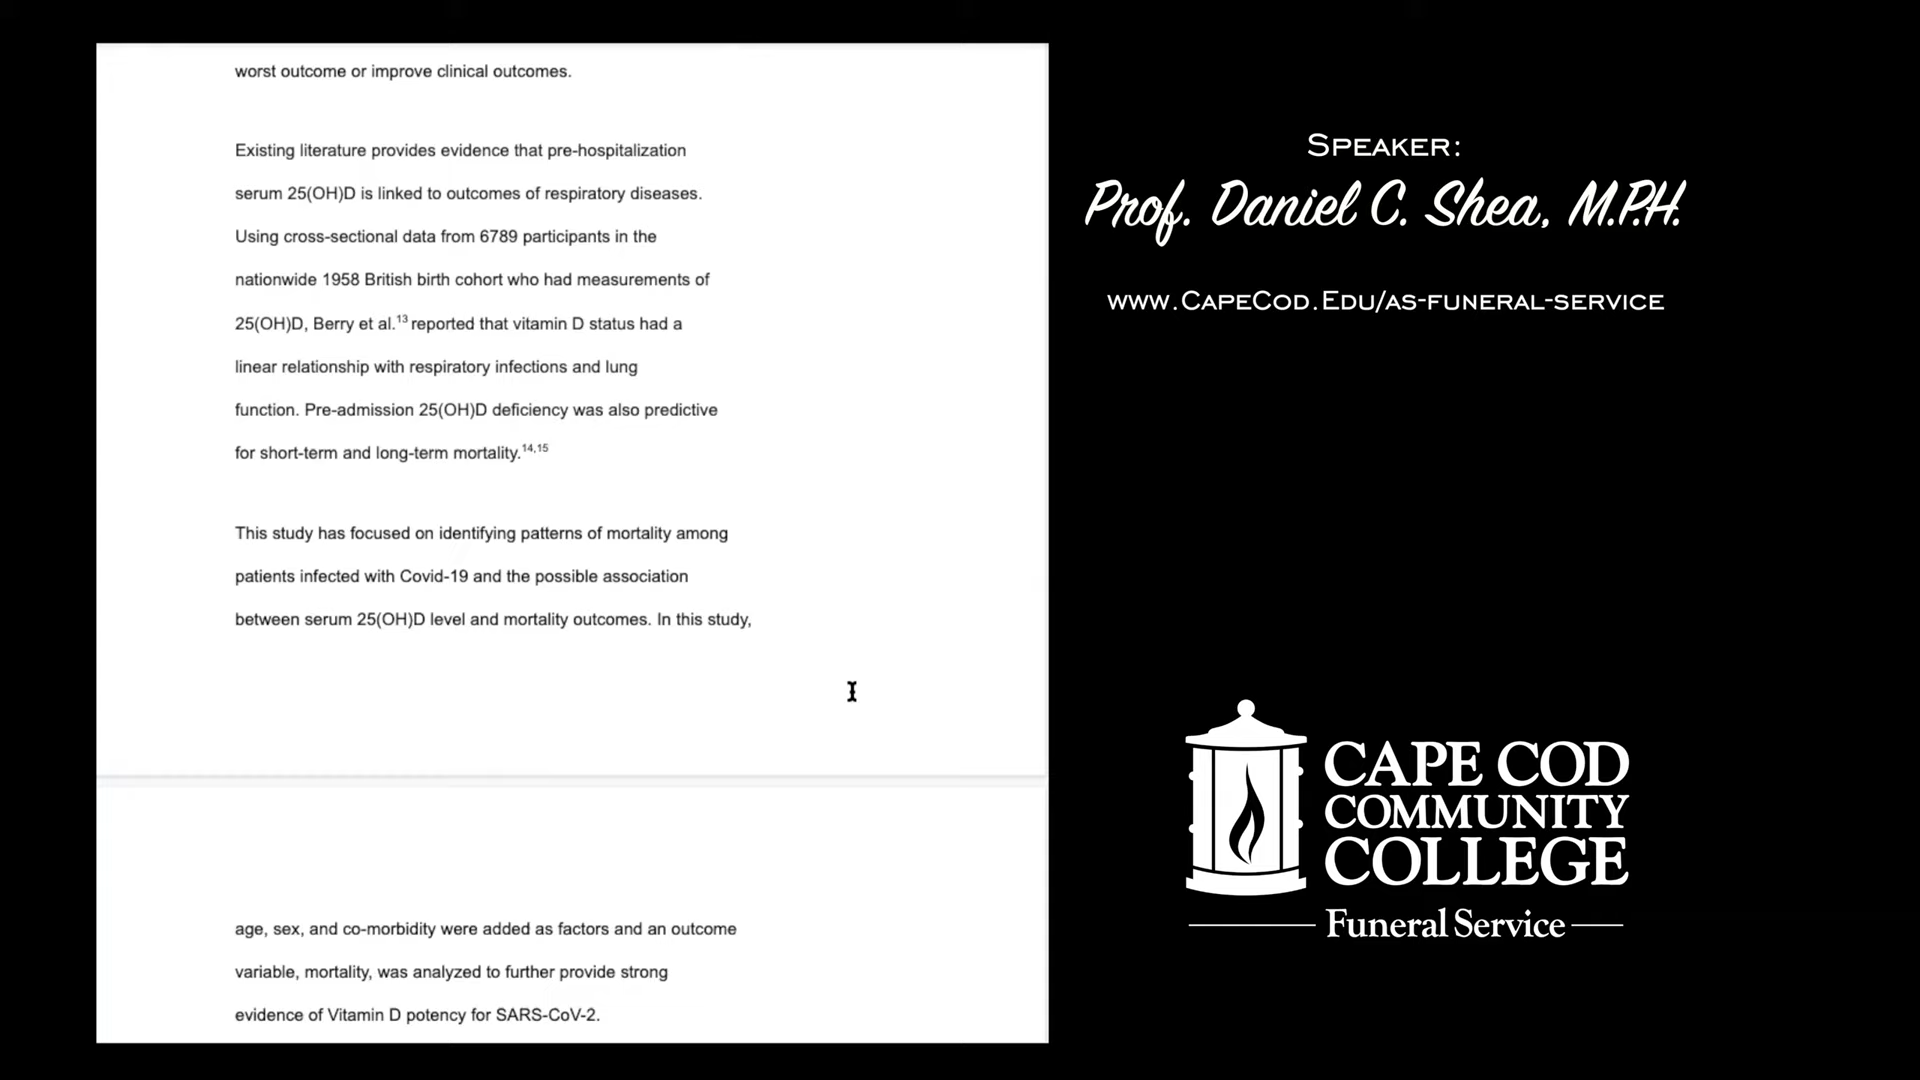 worst outcome or improve clinical outcomes.
Existing literature provides evidence that pre-hospitalization
serum 25(OH)D is linked to outcomes of respiratory diseases.
Using cross-sectional data from 6789 participants in the
nationwide 1958 British birth cohort who had measurements of
25(OH)D, Berry et al.13 reported that vitamin D status had a
linear relationship with respiratory infections and lung
function. Pre-admission 25(OH)D deficiency was also predictive
for short-term and long-term mortality.14,15
This study has focused on identifying patterns of mortality among
patients infected with Covid-19 and the possible association
between serum 25(OH)D level and mortality outcomes. In this study,
age, sex, and co-morbidity were added as factors and an outcome
variable, mortality, was analyzed to further provide strong
evidence of Vitamin D potency for SARS-CoV-2.
Speaker:
Prof. Daniel C. Shea, M.P.H.
www.CapeCod.Edu/as-funeral-service
CAPE COD
COMMUNITY
COLLEGE
Funeral Service